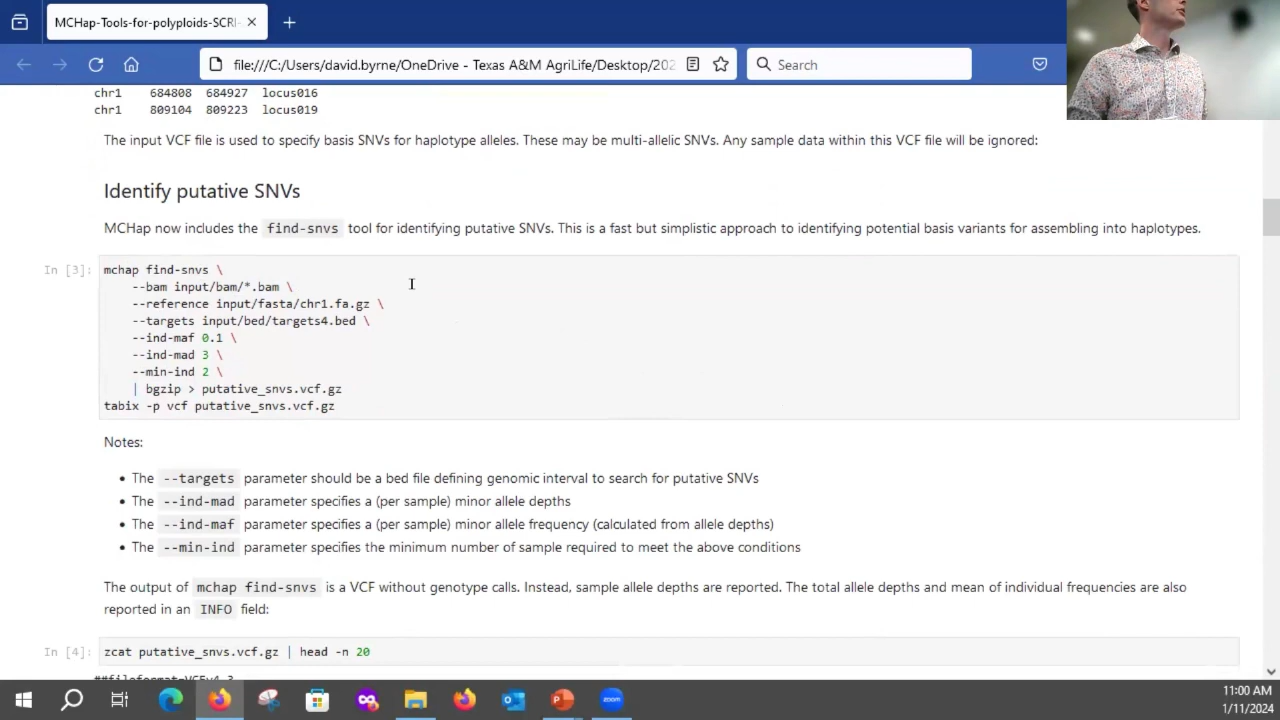 MCHap-Tools-for-polyploids-SCRI-
file:///C:/Users/david.byrne/OneDrive - Texas A&M AgriLife/Desktop/202
Search
chr1 684808 684927 locus016
chr1 809104 809223 locus019
The input VCF file is used to specify basis SNVs for haplotype alleles. These may be multi-allelic SNVs. Any sample data within this VCF file will be ignored:
Identify putative SNVs
MCHap now includes the find-snvs tool for identifying putative SNVs. This is a fast but simplistic approach to identifying potential basis variants for assembling into haplotypes.
In [3]:
mchap find-snvs \
--bam input/bam/*.bam \
--reference input/fasta/chr1.fa.gz \
--targets input/bed/targets4.bed \
--ind-maf 0.1 \
--ind-mad 3 \
--min-ind 2 \
| bgzip > putative_snvs.vcf.gz
tabix -p vcf putative_snvs.vcf.gz
Notes:
• The --targets parameter should be a bed file defining genomic interval to search for putative SNVs
• The --ind-mad parameter specifies a (per sample) minor allele depths
• The --ind-maf parameter specifies a (per sample) minor allele frequency (calculated from allele depths)
• The --min-ind parameter specifies the minimum number of sample required to meet the above conditions
The output of mchap find-snvs is a VCF without genotype calls. Instead, sample allele depths are reported. The total allele depths and mean of individual frequencies are also
reported in an INFO field:
In [4]: zcat putative_snvs.vcf.gz | head -n 20
##fileformat=VCFv4.3
zoom
11:00 AM
1/11/2024